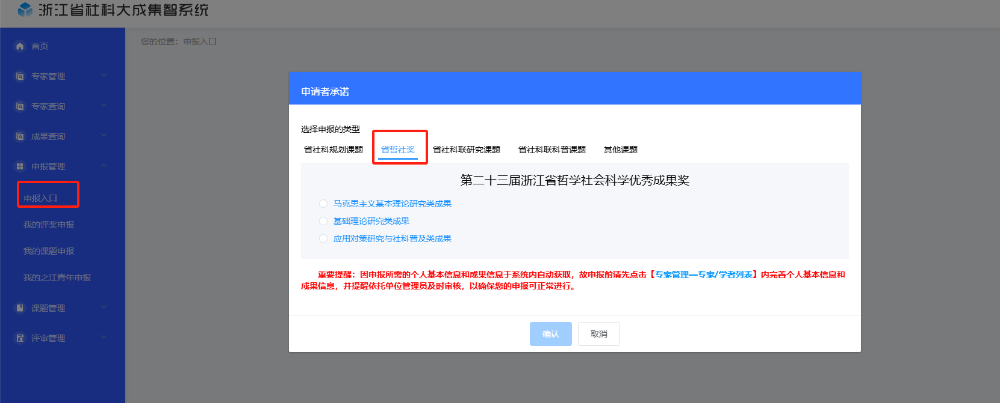 浙江省社科大成集智系统
首页
专家管理
专家查询
成果查询
申报管理
申报入口
我的评奖申报
我的课题申报
我的之江青年申报
课题管理
评审管理
您的位置：申报入口
申请者承诺
选择申报的类型
省社科规划课题 省哲社奖 省社科联研究课题 省社科联科普课题 其他课题
第二十三届浙江省哲学社会科学优秀成果奖
马克思主义基本理论研究类成果
基础理论研究类成果
应用对策研究与社科普及类成果
重要提醒：因申报所需的个人基本信息和成果信息于系统内自动获取，故申报前请先点击【专家管理—专家/学者列表】内完善个人基本信息和
成果信息，并提醒依托单位管理员及时审核，以确保您的申报可正常进行。
确认 取消